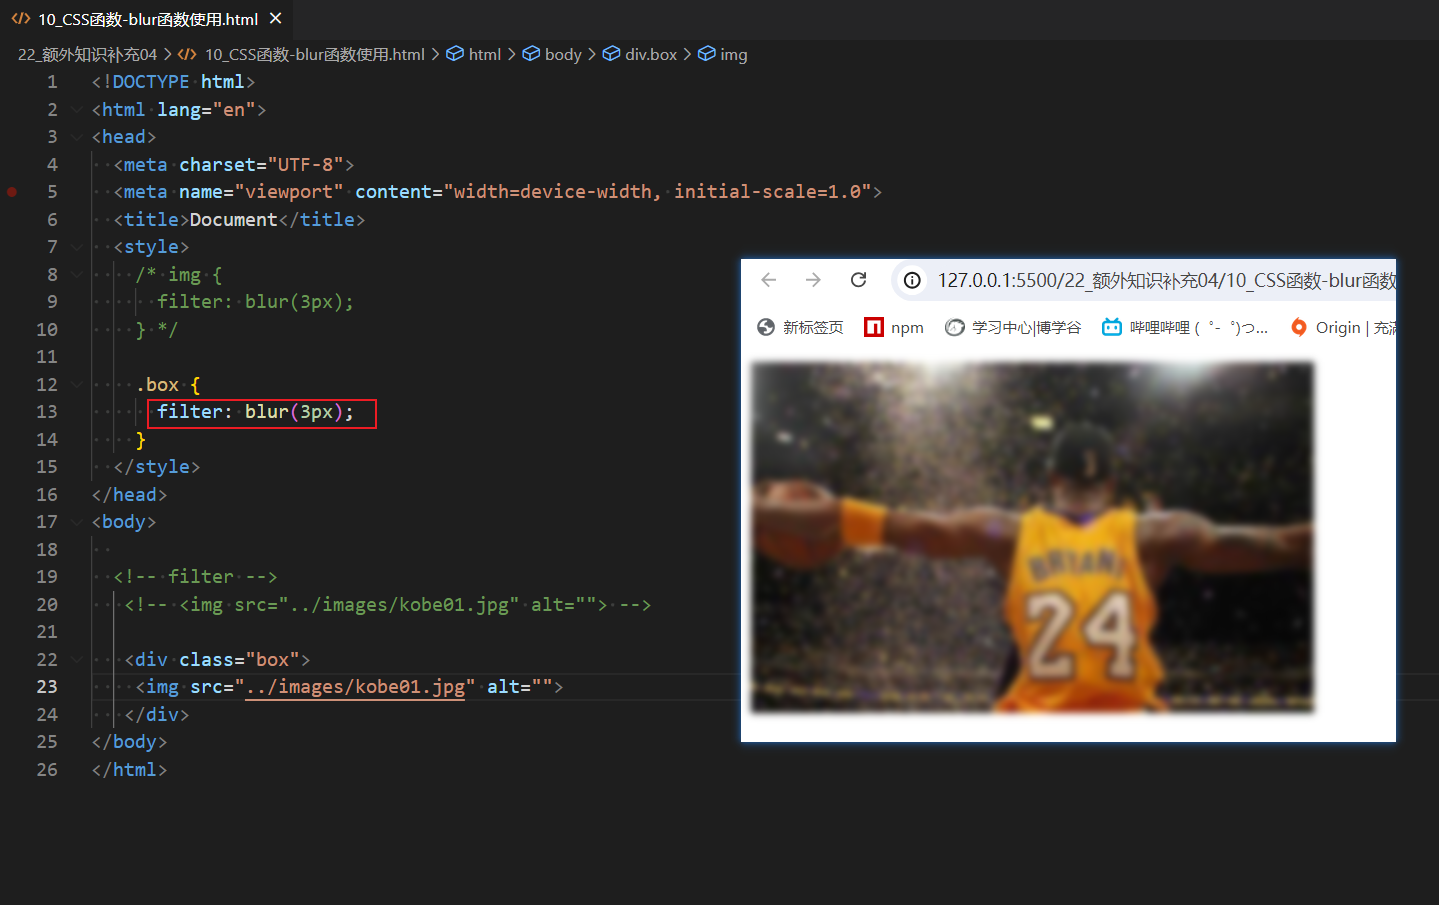 10_CSS函数-blur函数使用.html
22_额外知识补充04 > 10_CSS函数-blur函数使用.html > html > body > div.box > img
1 <!DOCTYPE html>
2 <html lang="en">
3 <head>
4 <meta charset="UTF-8">
5 <meta name="viewport" content="width=device-width, initial-scale=1.0">
6 <title>Document</title>
7 <style>
8 /* img {
9 filter: blur(3px);
10 } */
11
12 .box {
13 filter: blur(3px);
14 }
15 </style>
16 </head>
17 <body>
18
19 <!-- filter -->
20 <!-- <img src="../images/kobe01.jpg" alt=""> -->
21
22 <div class="box">
23 <img src="../images/kobe01.jpg" alt="">
24 </div>
25 </body>
26 </html>
127.0.0.1:5500/22_额外知识补充04/10_CSS函数-blur函数
新标签页 npm 学习中心|博学谷 哔哩哔哩 ( ゜- ゜)つ... Origin | 充满
BRYANT
24